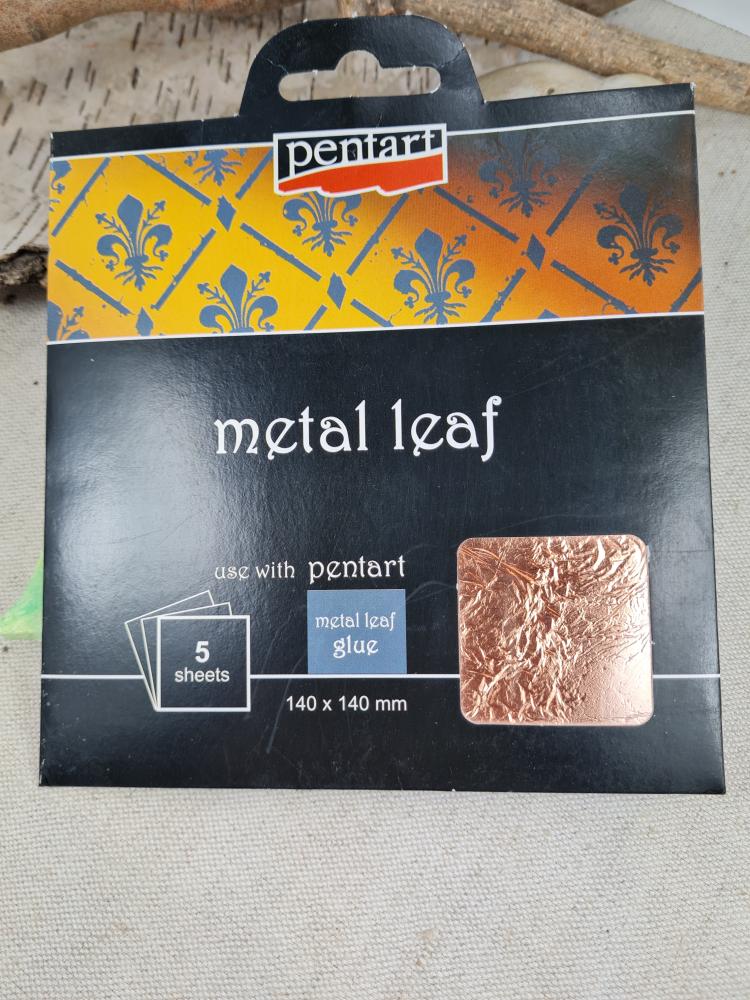 pentart
metal leaf
use with pentart
metal leaf
glue
5
sheets
140 x 140 mm